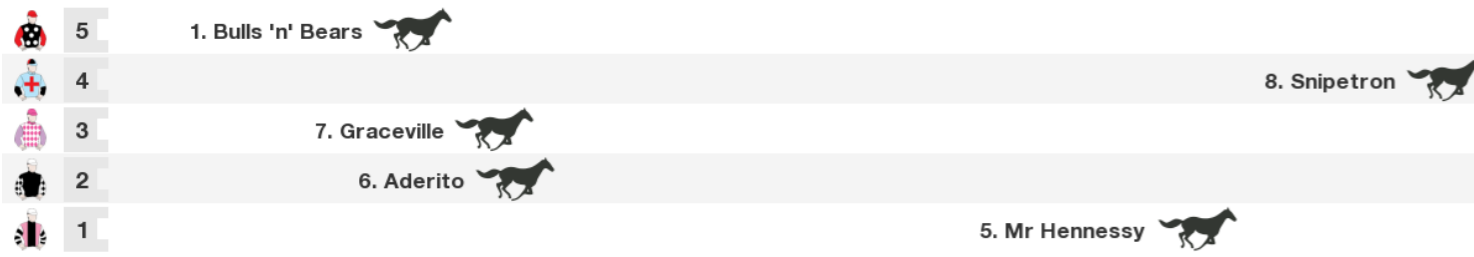 5 1. Bulls 'n' Bears
4 8. Snipetron
3 7. Graceville
2 6. Aderito
1 5. Mr Hennessy